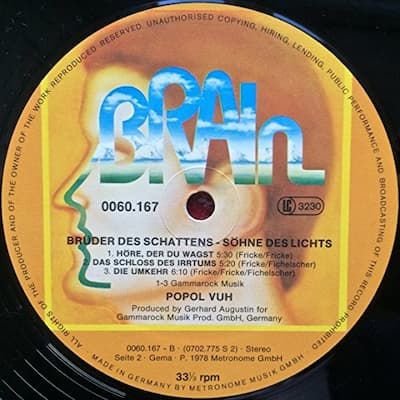 ALL RIGHTS OF THE PRODUCER AND OF THE OWNER OF THE WORK REPRODUCED RESERVED. UNAUTHORISED COPYING, HIRING, LENDING, PUBLIC PERFORMANCE AND BROADCASTING OF THIS RECORD PROHIBITED.
BRAIn
0060.167
LC 3230
BRÜDER DES SCHATTENS - SÖHNE DES LICHTS
1. HÖRE, DER DU WAGST 5:30 (Fricke/Fricke)
2. DAS SCHLOSS DES IRRTUMS 5:20 (Fricke/Fichelscher)
3. DIE UMKEHR 6:10 (Fricke/Fichelscher)
1-3 Gammarock Musik
POPOL VUH
Produced by Gerhard Augustin for
Gammarock Musik Prod. GmbH, Germany
0060.167 - B · (0702,775 S 2) · Stereo
Seite 2 · Gema · P 1978 Metronome GmbH
33⅓ rpm
MADE IN GERMANY BY METRONOME MUSIK GMBH